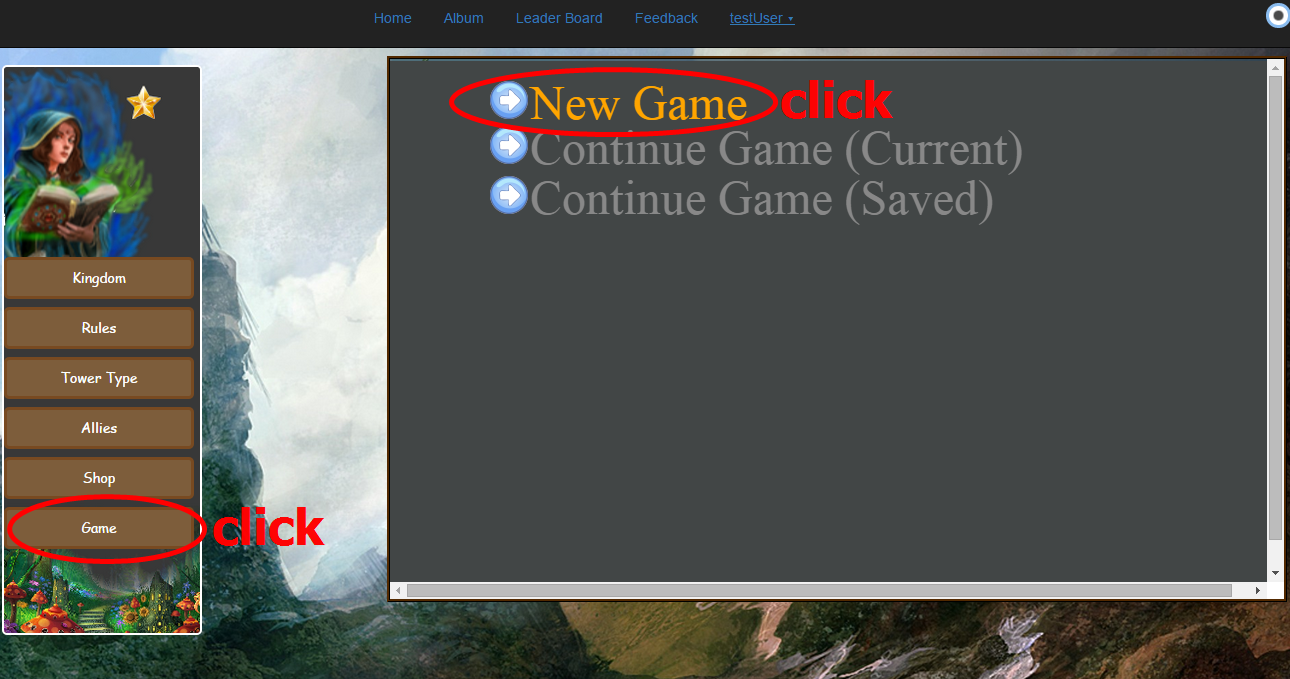 Home Album Leader Board Feedback testUser
New Game click
Continue Game (Current)
Continue Game (Saved)
Kingdom
Rules
Tower Type
Allies
Shop
Game click